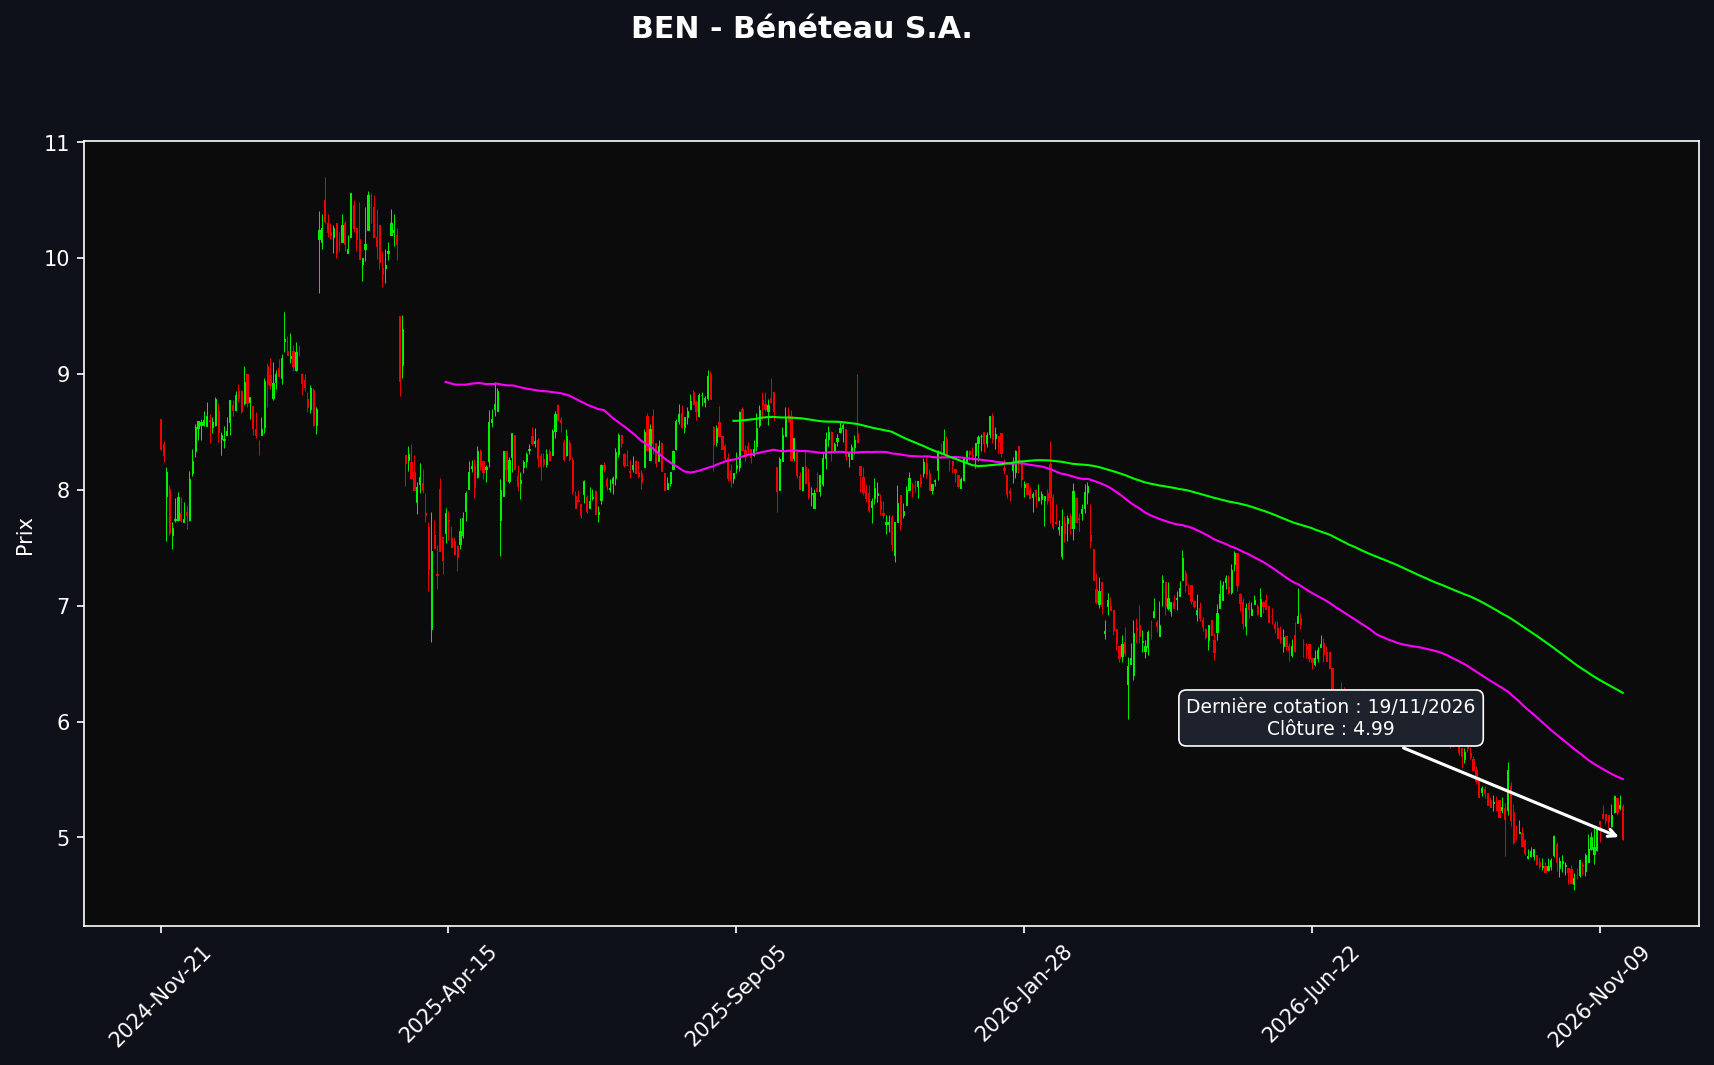 BEN - Bénéteau S.A.
Prix
11
10
9
8
7
6
5
Dernière cotation : 19/11/2026
Clôture : 4.99
2024-Nov-21
2025-Apr-15
2025-Sep-05
2026-Jan-28
2026-Jun-22
2026-Nov-09